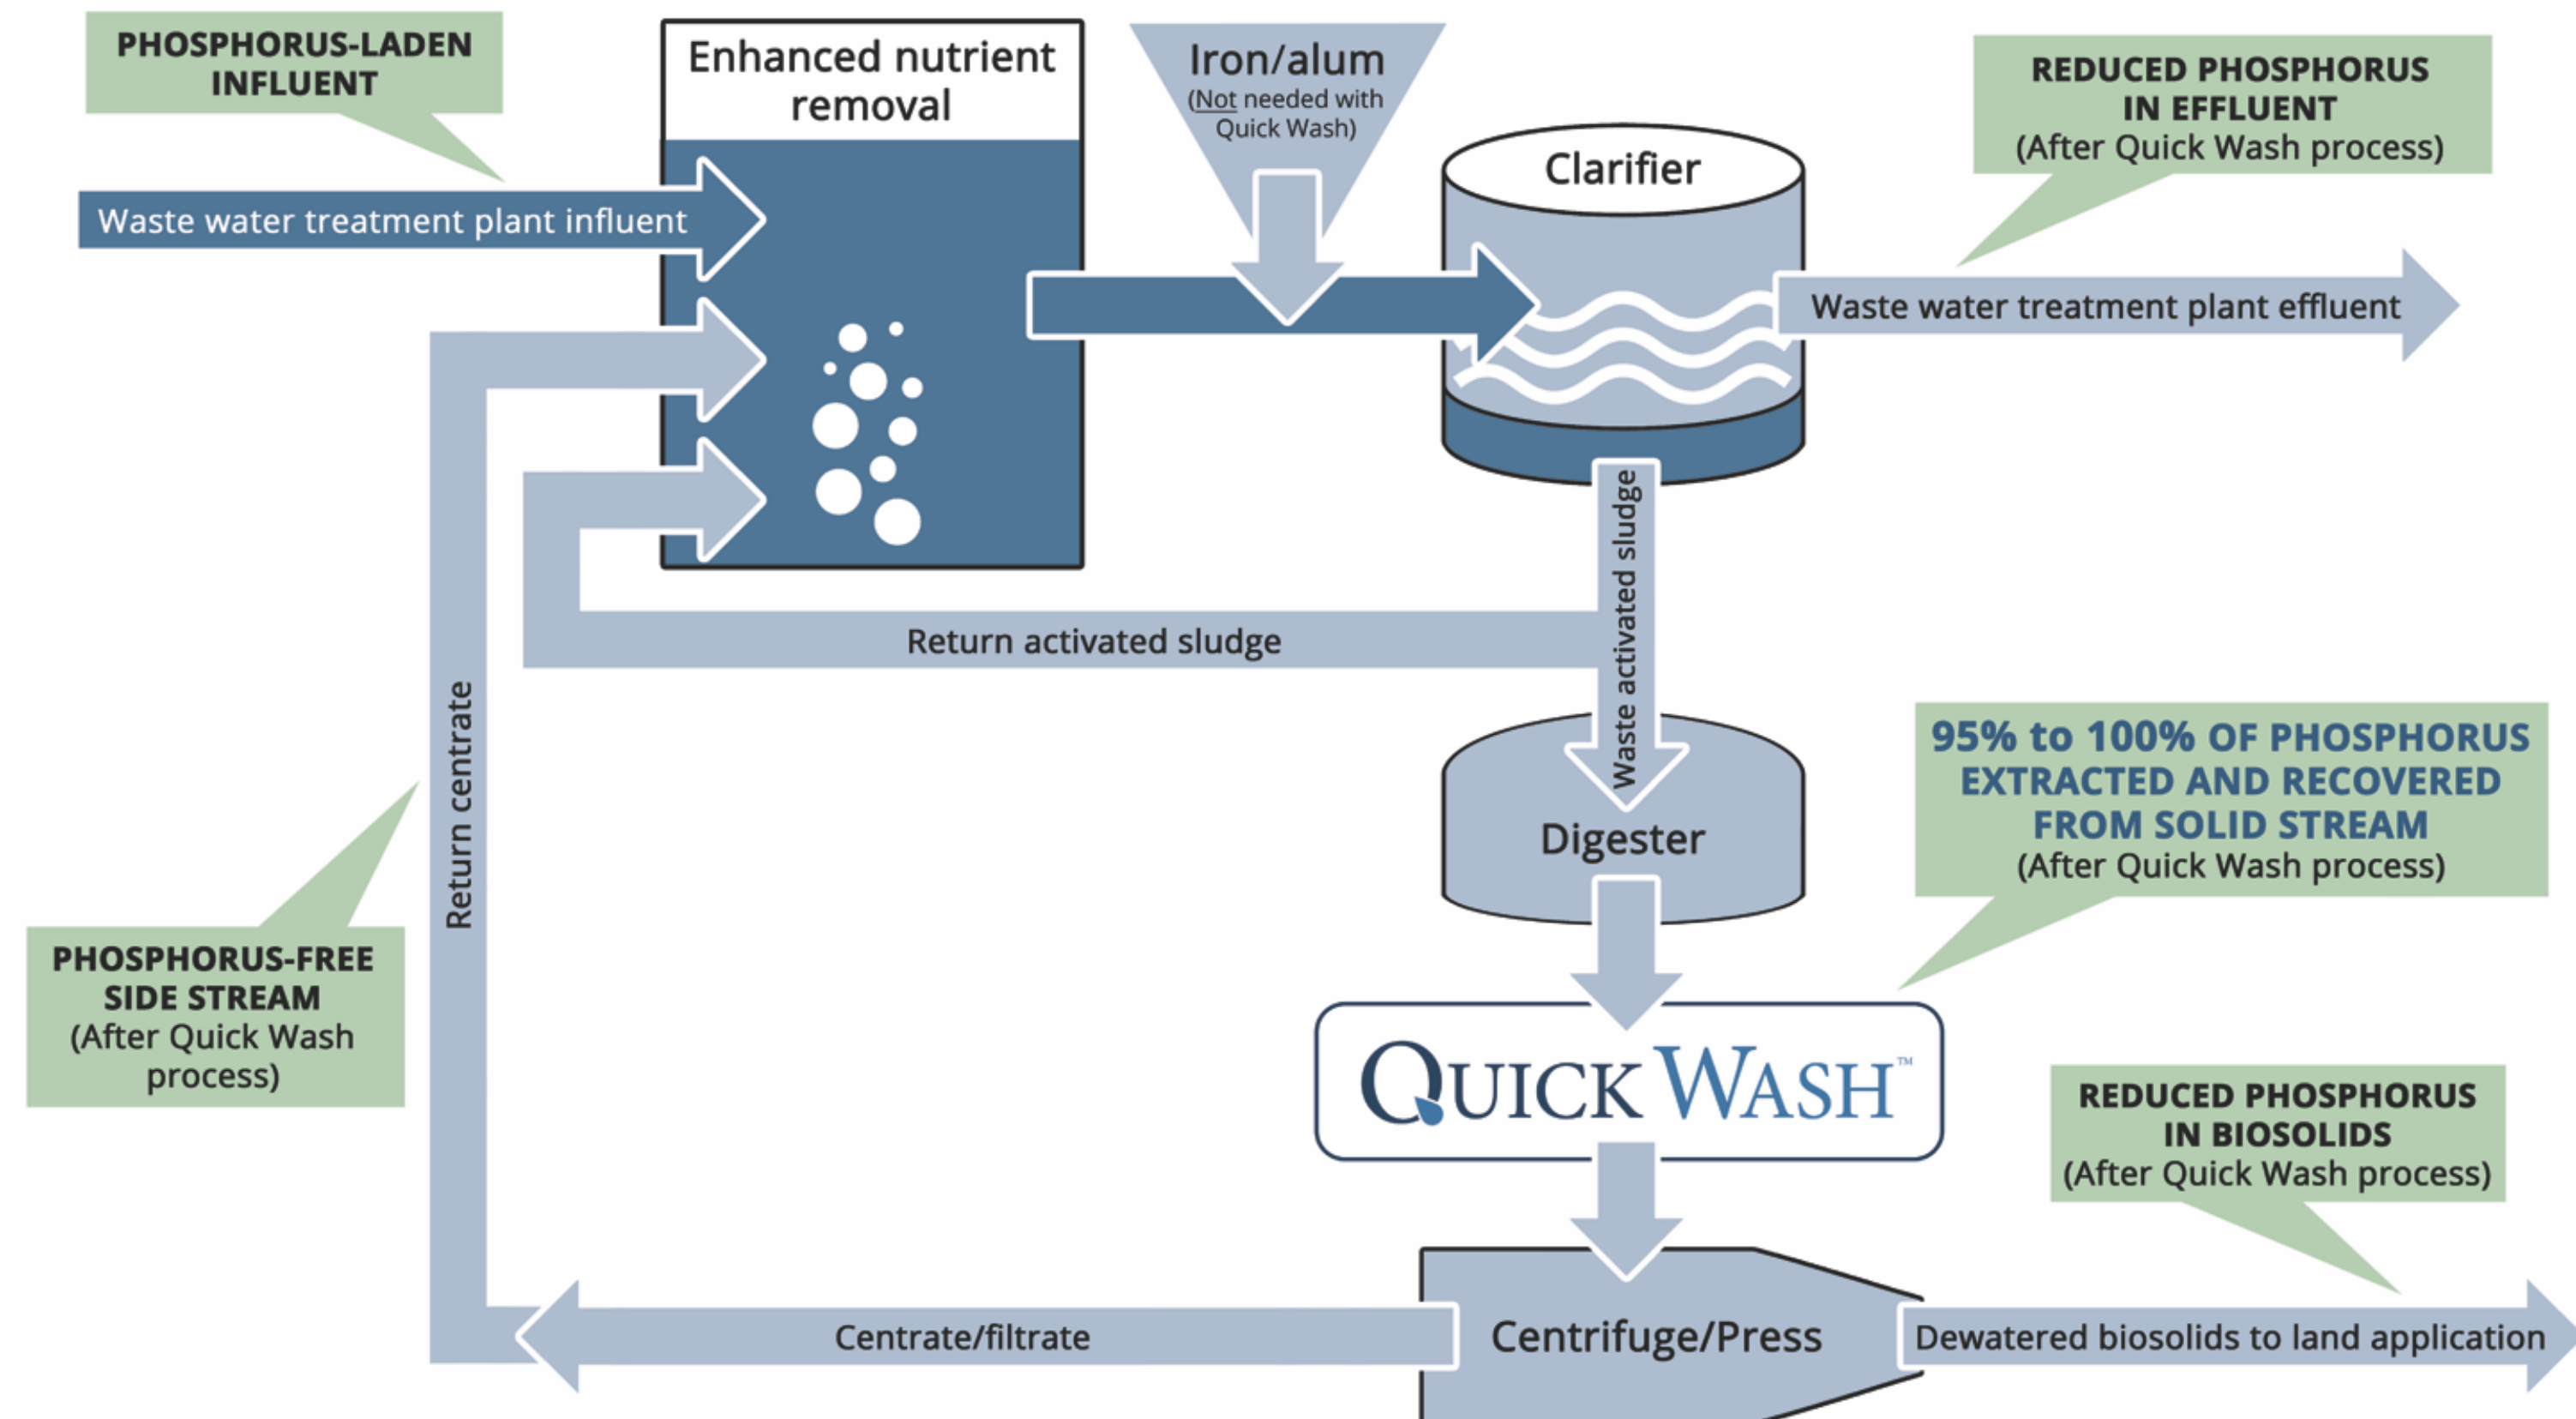 PHOSPHORUS-LADEN
INFLUENT
Enhanced nutrient
removal
Iron/alum
(Not needed with
Quick Wash)
Clarifier
REDUCED PHOSPHORUS
IN EFFLUENT
(After Quick Wash process)
Waste water treatment plant influent
Waste water treatment plant effluent
Waste activated sludge
Return activated sludge
Return centrate
Digester
95% to 100% OF PHOSPHORUS
EXTRACTED AND RECOVERED
FROM SOLID STREAM
(After Quick Wash process)
PHOSPHORUS-FREE
SIDE STREAM
(After Quick Wash
process)
QUICK WASH™
REDUCED PHOSPHORUS
IN BIOSOLIDS
(After Quick Wash process)
Centrate/filtrate
Centrifuge/Press
Dewatered biosolids to land application